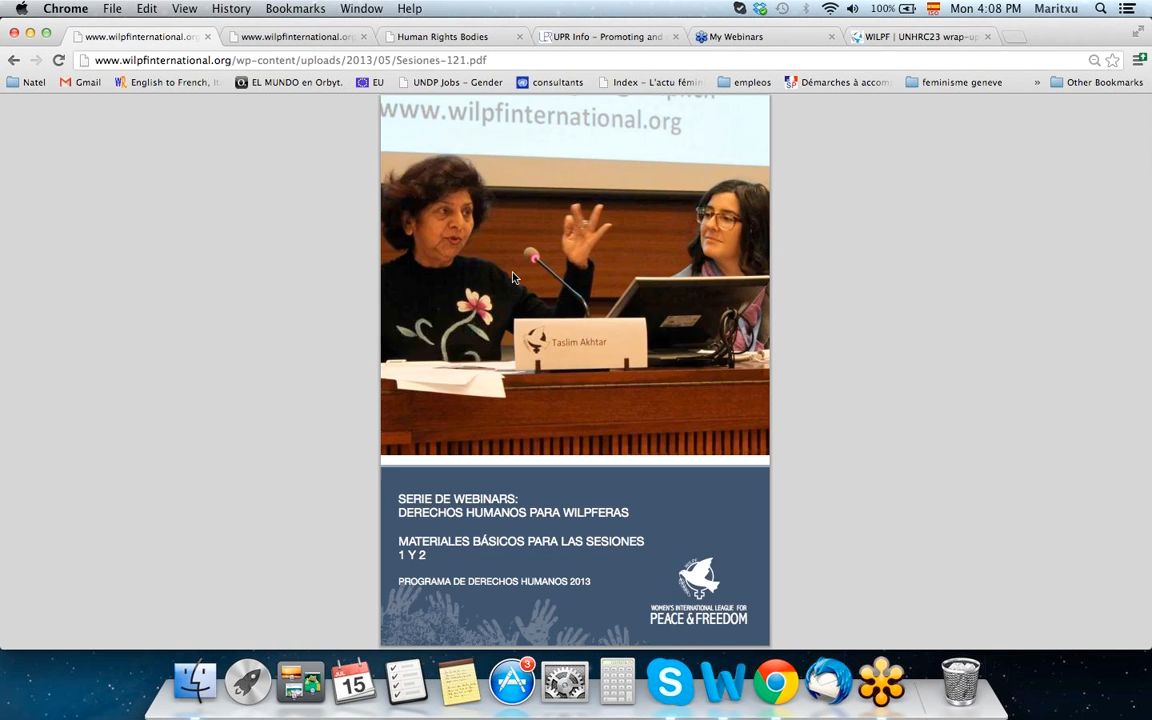 Chrome File Edit View History Bookmarks Window Help 100% Mon 4:08 PM Maritxu
www.wilpfinternational.org www.wilpfinternational.org Human Rights Bodies UPR Info – Promoting and My Webinars WILPF | UNHRC23 wrap-up
www.wilpfinternational.org/wp-content/uploads/2013/05/Sesiones-121.pdf
Natel Gmail English to French, It. EL MUNDO en Orbyt. EU UNDP Jobs - Gender consultants Index - L'actu fémin empleos Démarches à accom feminisme geneve » Other Bookmarks
www.wilpfinternational.org
Taslim Akhtar
SERIE DE WEBINARS:
DERECHOS HUMANOS PARA WILPFERAS
MATERIALES BÁSICOS PARA LAS SESIONES
1 Y 2
PROGRAMA DE DERECHOS HUMANOS 2013
WOMEN'S INTERNATIONAL LEAGUE FOR
PEACE & FREEDOM
JUL
15
3